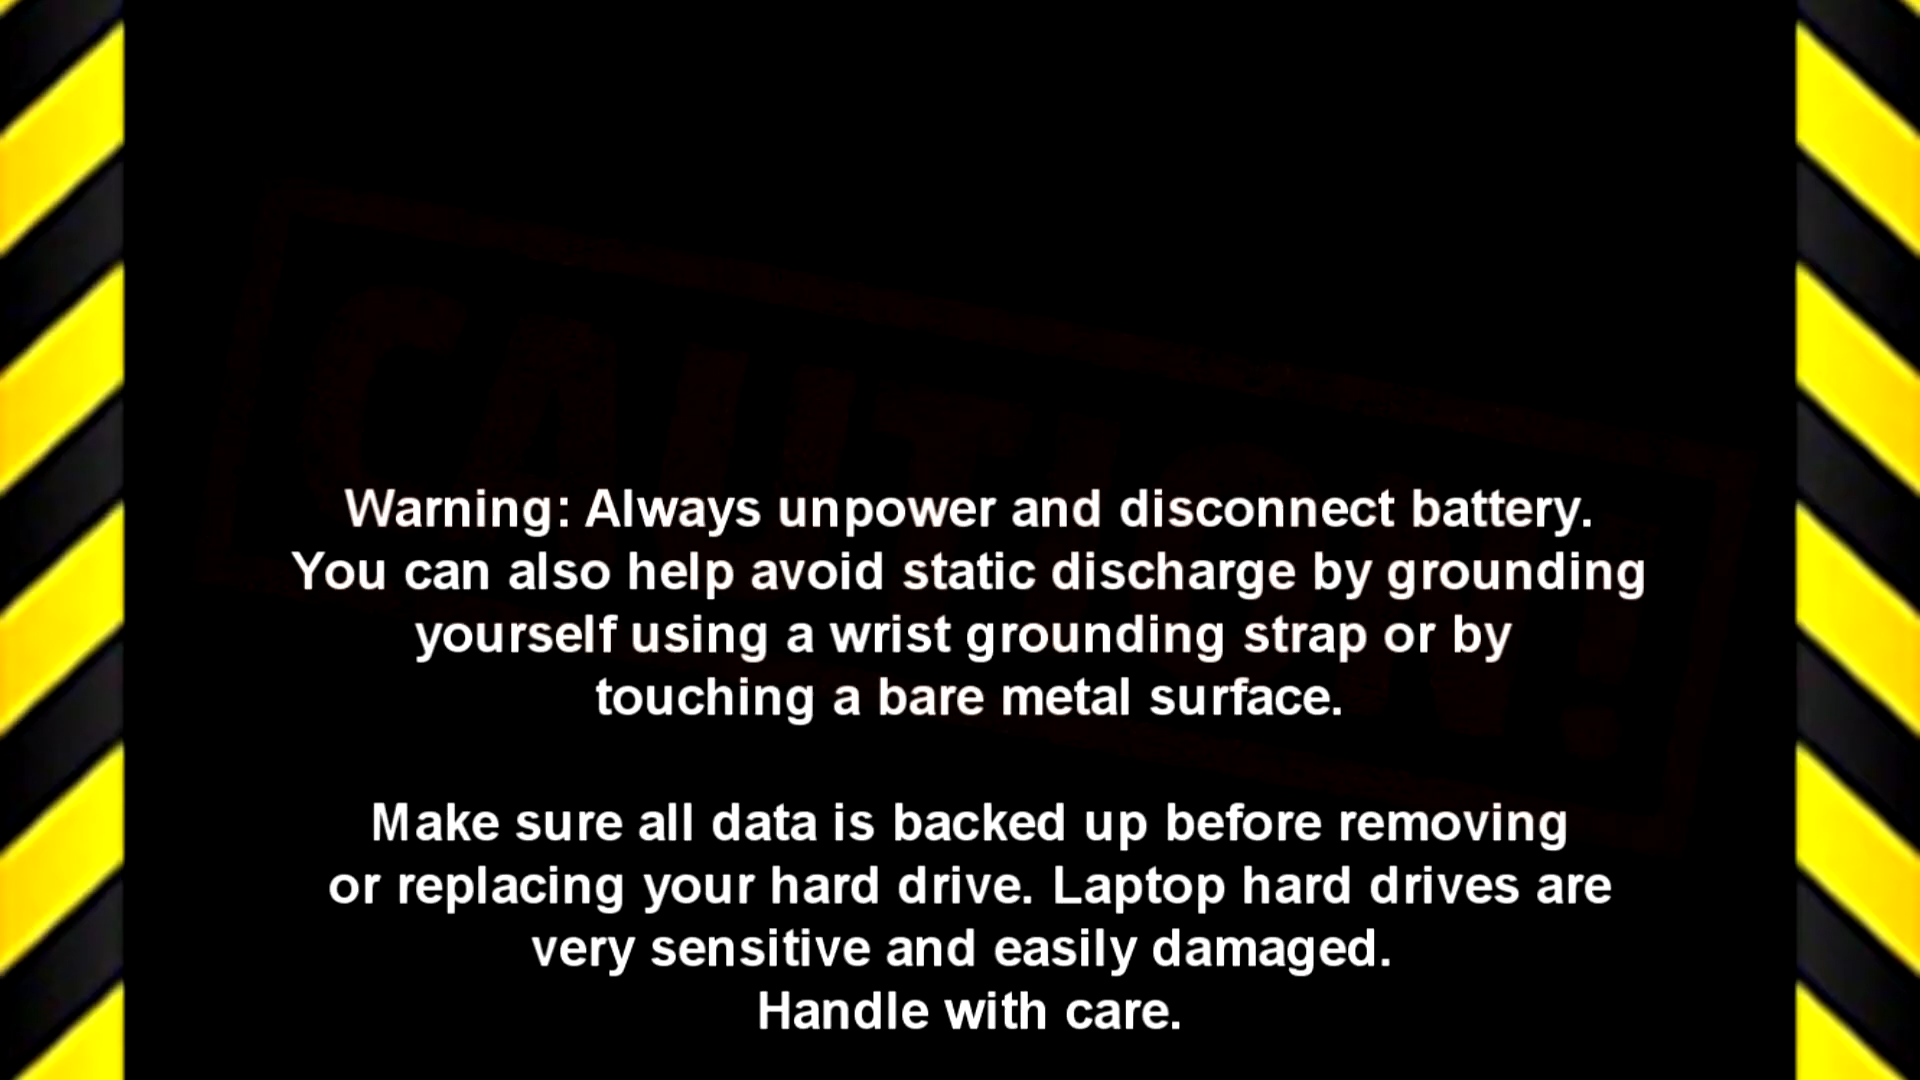 CAUTION!
Warning: Always unpower and disconnect battery.
You can also help avoid static discharge by grounding
yourself using a wrist grounding strap or by
touching a bare metal surface.
Make sure all data is backed up before removing
or replacing your hard drive. Laptop hard drives are
very sensitive and easily damaged.
Handle with care.